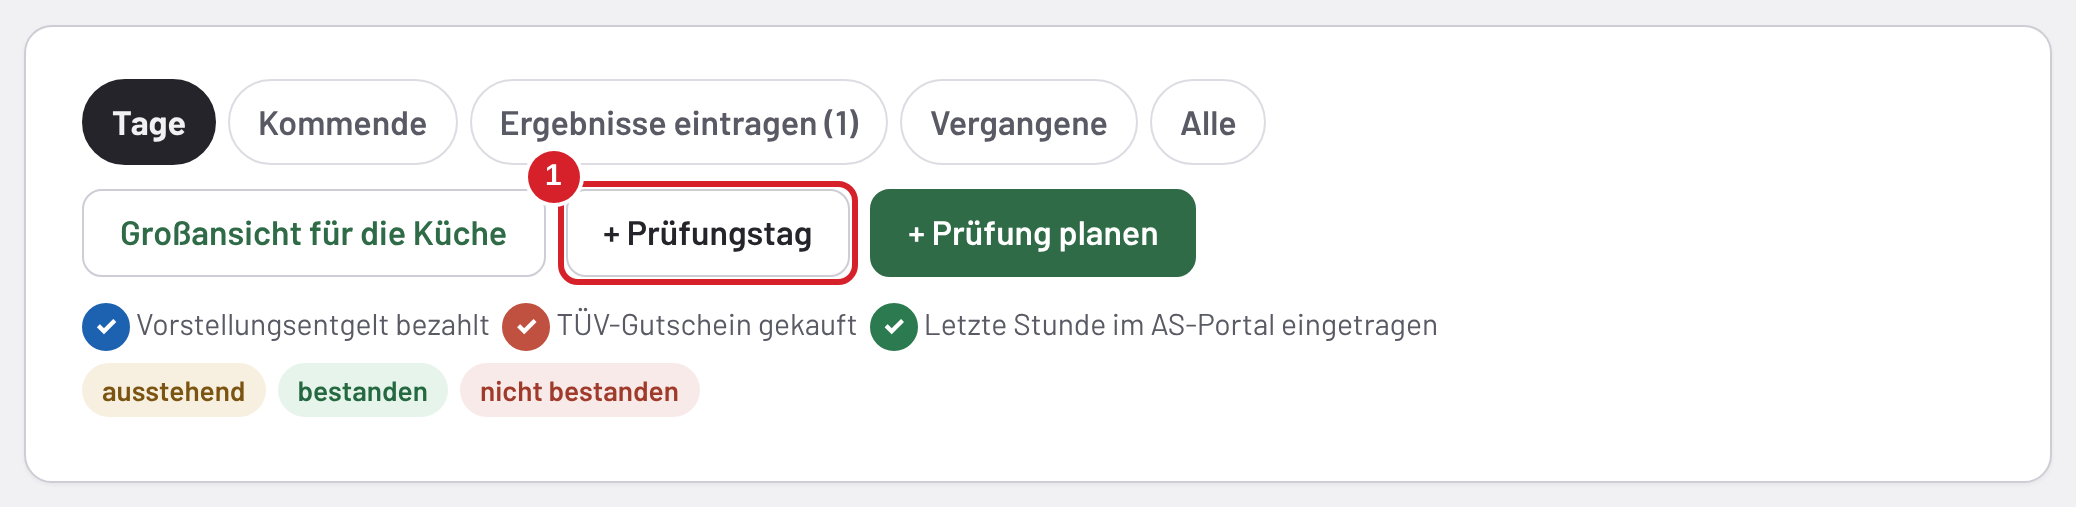 Tage Kommende Ergebnisse eintragen (1) Vergangene Alle
1
Großansicht für die Küche + Prüfungstag + Prüfung planen
Vorstellungsentgelt bezahlt TÜV-Gutschein gekauft Letzte Stunde im AS-Portal eingetragen
ausstehend bestanden nicht bestanden